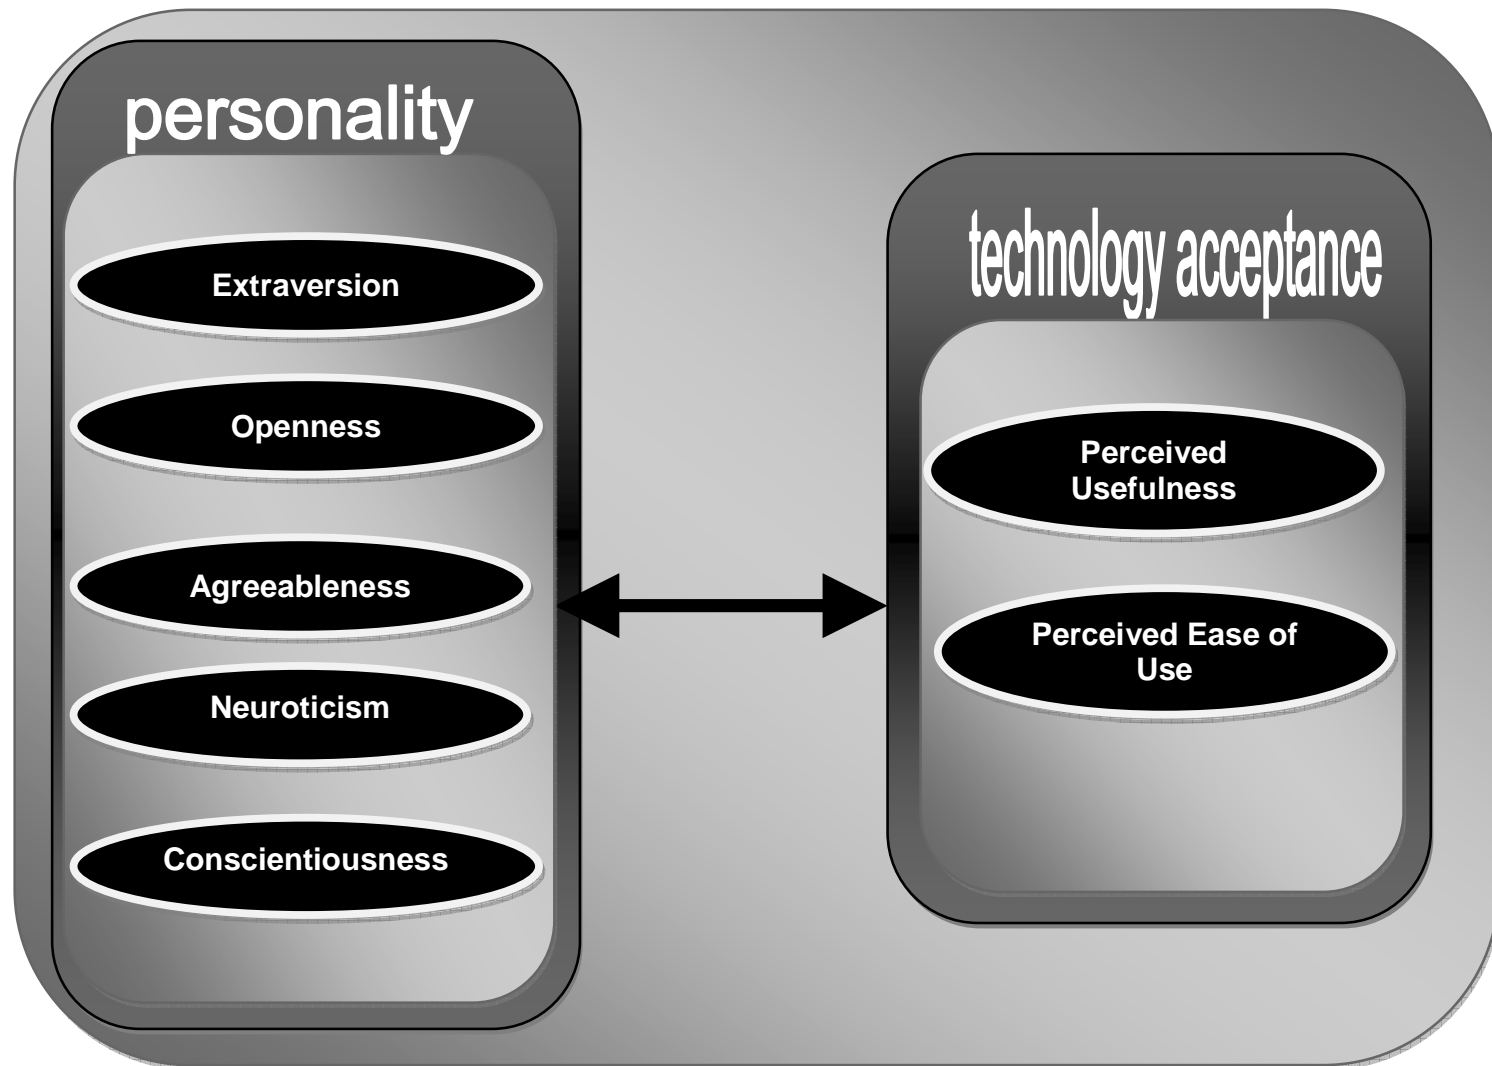 personality
Extraversion
Openness
Agreeableness
Neuroticism
Conscientiousness
technology acceptance
Perceived
Usefulness
Perceived Ease of
Use